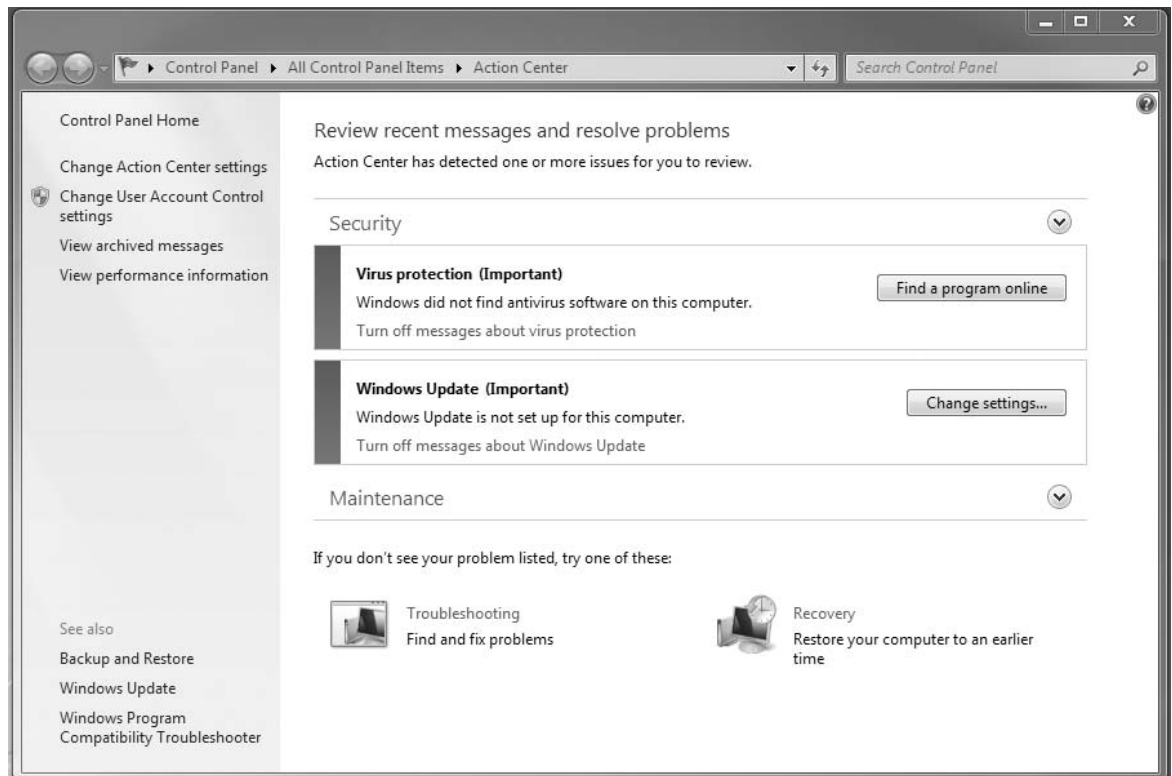 Control Panel
All Control Panel Items
Action Center
Search Control Panel
Control Panel Home
Change Action Center settings
Change User Account Control
settings
View archived messages
View performance information
See also
Backup and Restore
Windows Update
Windows Program
Compatibility Troubleshooter
Review recent messages and resolve problems
Action Center has detected one or more issues for you to review.
Security
Virus protection (Important)
Windows did not find antivirus software on this computer.
Turn off messages about virus protection
Find a program online
Windows Update (Important)
Windows Update is not set up for this computer.
Turn off messages about Windows Update
Change settings...
Maintenance
If you don't see your problem listed, try one of these:
Troubleshooting
Find and fix problems
Recovery
Restore your computer to an earlier
time